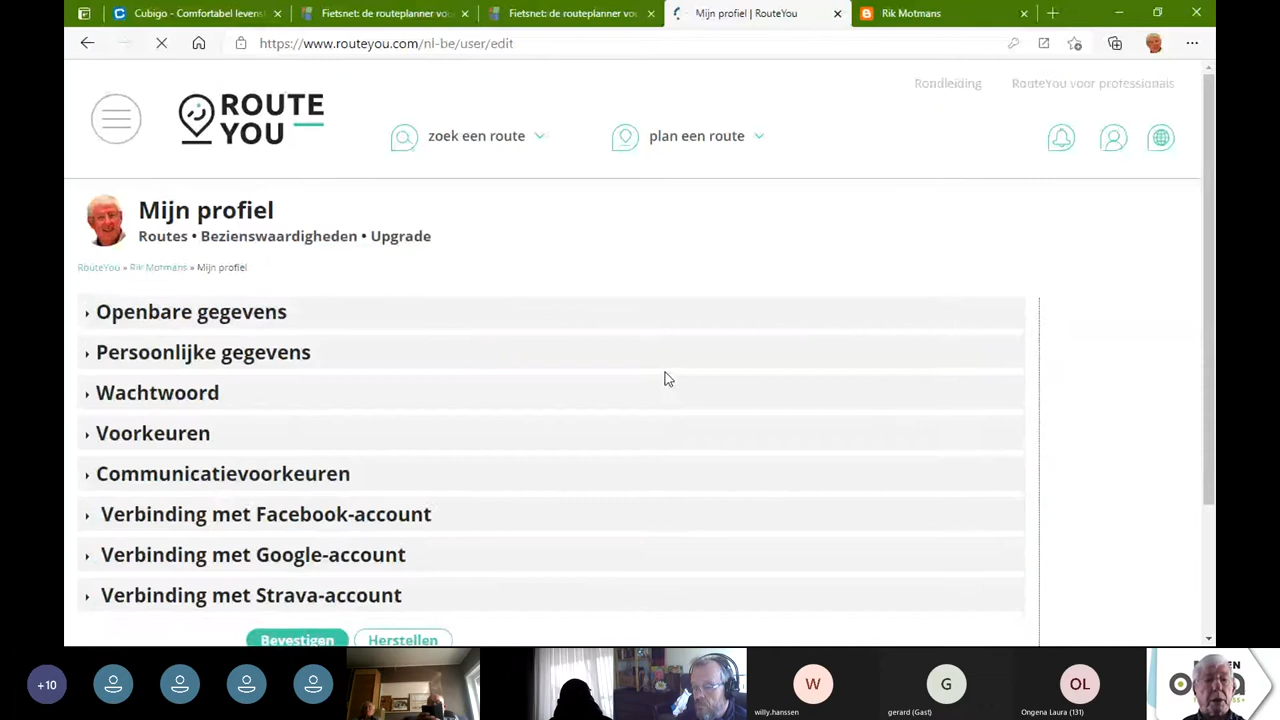 Cubigo - Comfortabel levens
Fietsnet: de routeplanner vo
Fietsnet: de routeplanner vo
Mijn profiel | RouteYou
Rik Motmans
https://www.routeyou.com/nl-be/user/edit
Rondleiding
RouteYou voor professionals
ROUTE
YOU
zoek een route
plan een route
Mijn profiel
Routes • Bezienswaardigheden • Upgrade
RouteYou » Rik Motmans » Mijn profiel
Openbare gegevens
Persoonlijke gegevens
Wachtwoord
Voorkeuren
Communicatievoorkeuren
Verbinding met Facebook-account
Verbinding met Google-account
Verbinding met Strava-account
Bevestigen
Herstellen
+10
W
willy.hanssen
G
gerard (Gast)
OL
Ongena Laura (131)